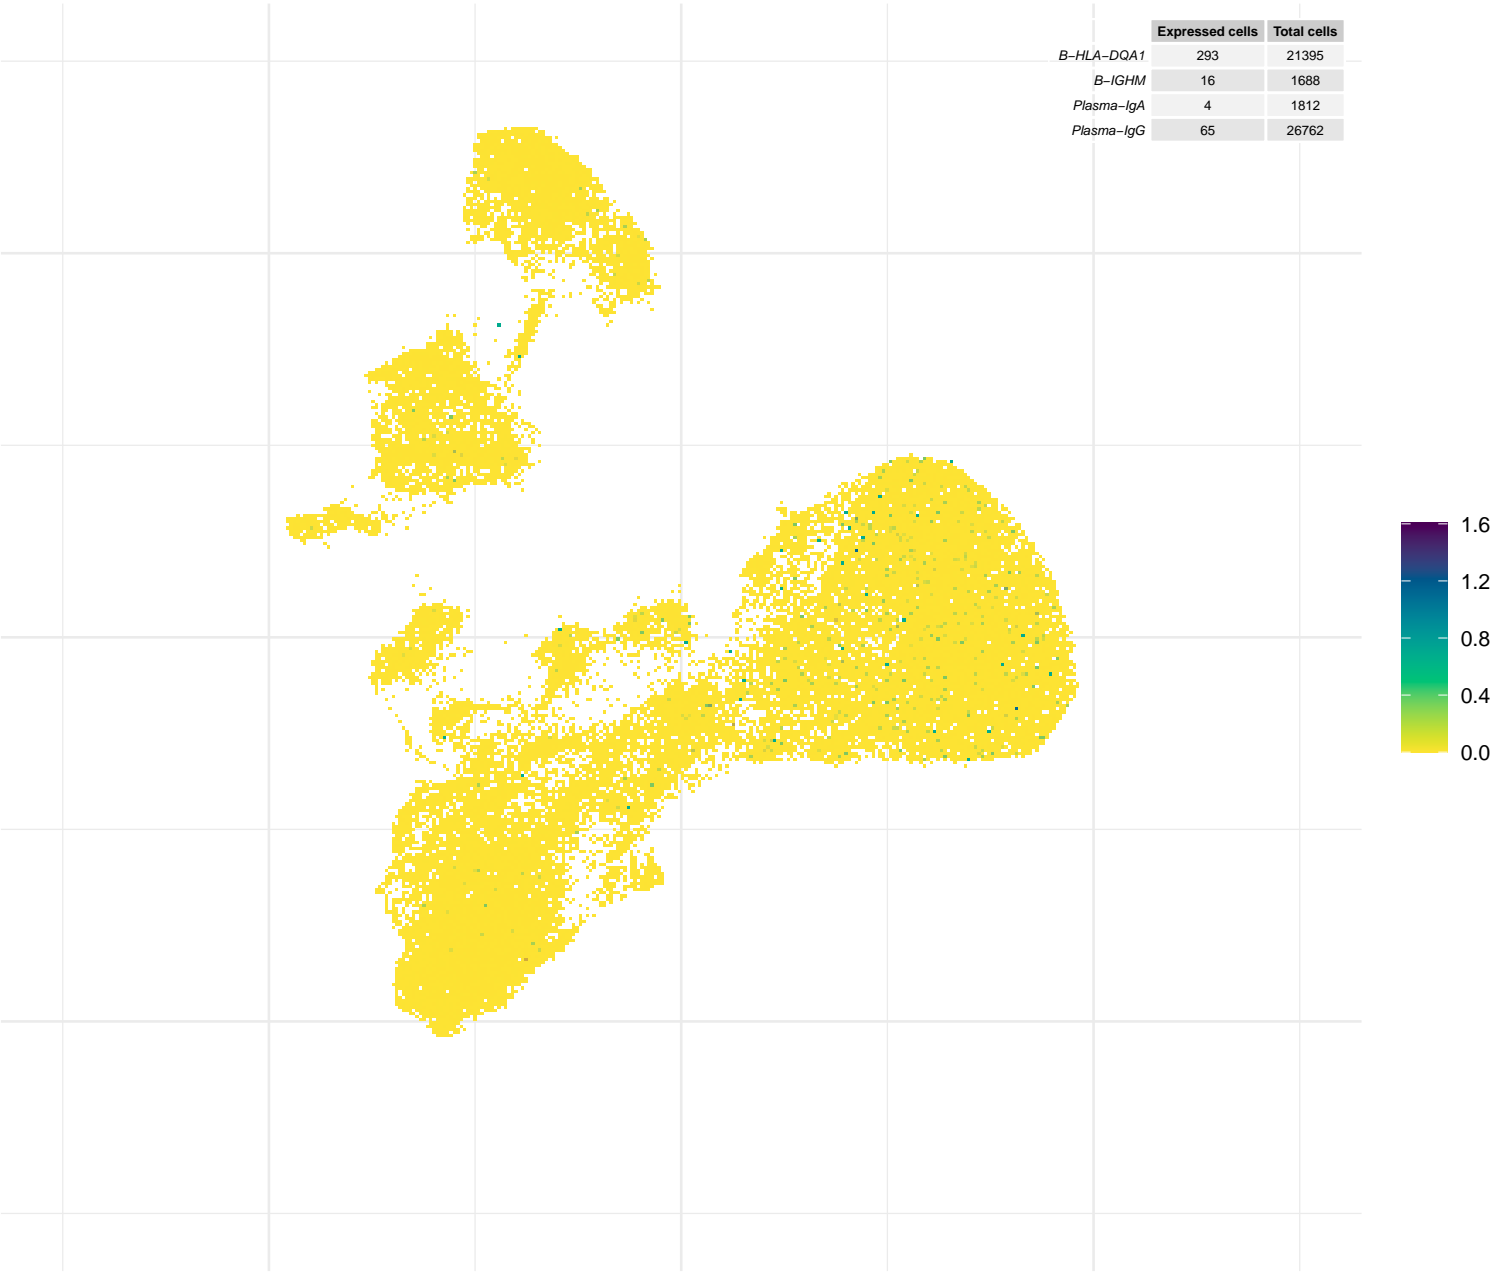 Expressed cells Total cells
B−HLA−DQA1 293 21395
B−IGHM 16 1688
Plasma−IgA 4 1812
Plasma−IgG 65 26762
1.6
1.2
0.8
0.4
0.0